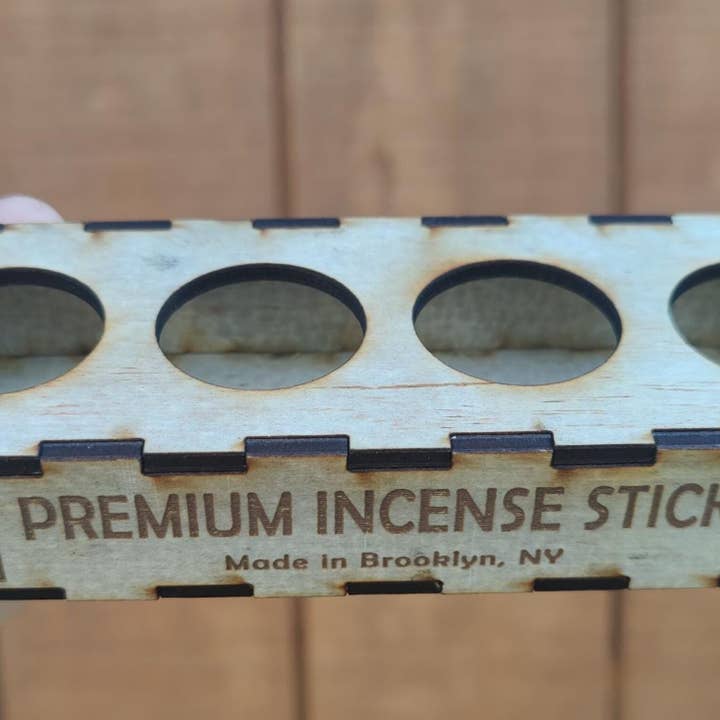 PREMIUM INCENSE STICK
Made in Brooklyn, NY